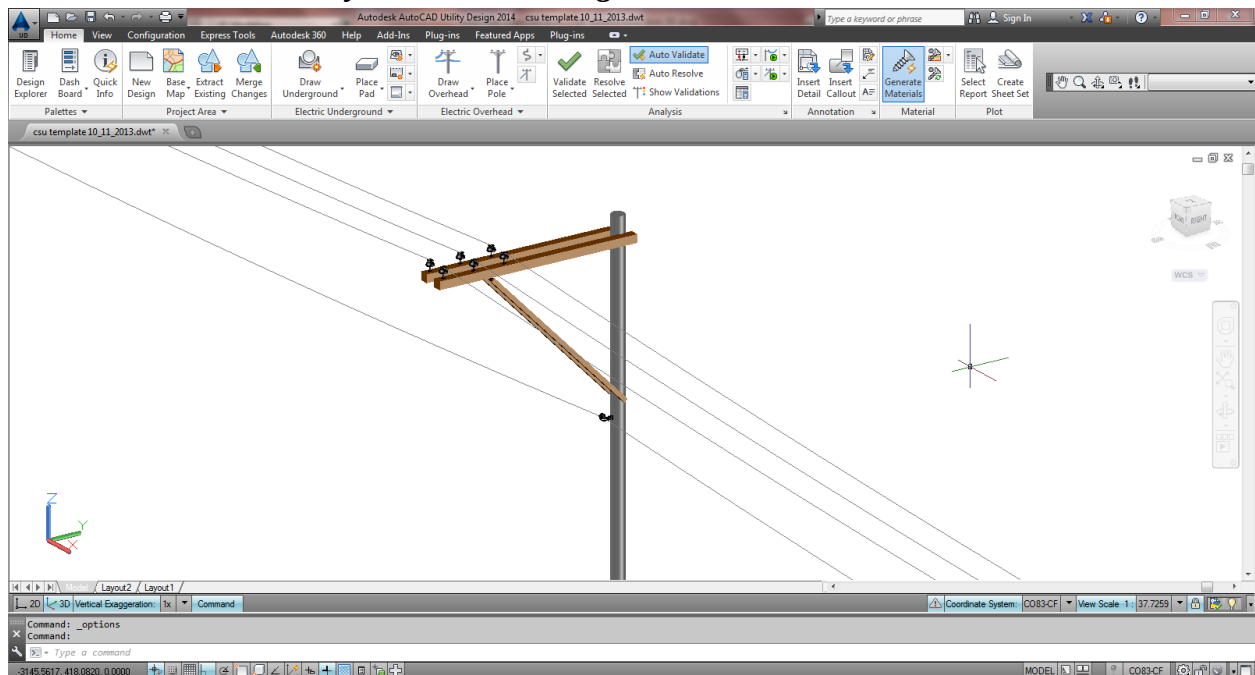 Autodesk AutoCAD Utility Design 2014 csu template 10_11_2013.dwt
Type a keyword or phrase
Sign In
UD
Home View Configuration Express Tools Autodesk 360 Help Add-Ins Plug-ins Featured Apps Plug-ins
Design Explorer
Dash Board
Quick Info
New Design
Base Map
Extract Existing
Merge Changes
Draw Underground
Place Pad
Draw Overhead
Place Pole
Validate Selected
Resolve Selected
Auto Validate
Auto Resolve
Show Validations
Insert Detail
Insert Callout
Generate Materials
Select Report
Create Sheet Set
Palettes Project Area Electric Underground Electric Overhead Analysis Annotation Material Plot
csu template 10_11_2013.dwt*
RIGHT
WCS
Z
Y
X
Model Layout2 Layout1
2D 3D Vertical Exaggeration: 1x Command
Coordinate System: CO83-CF View Scale 1: 37.7259
Command: _options
Command:
Type a command
-3145.5617, 418.0820, 0.0000
MODEL CO83-CF